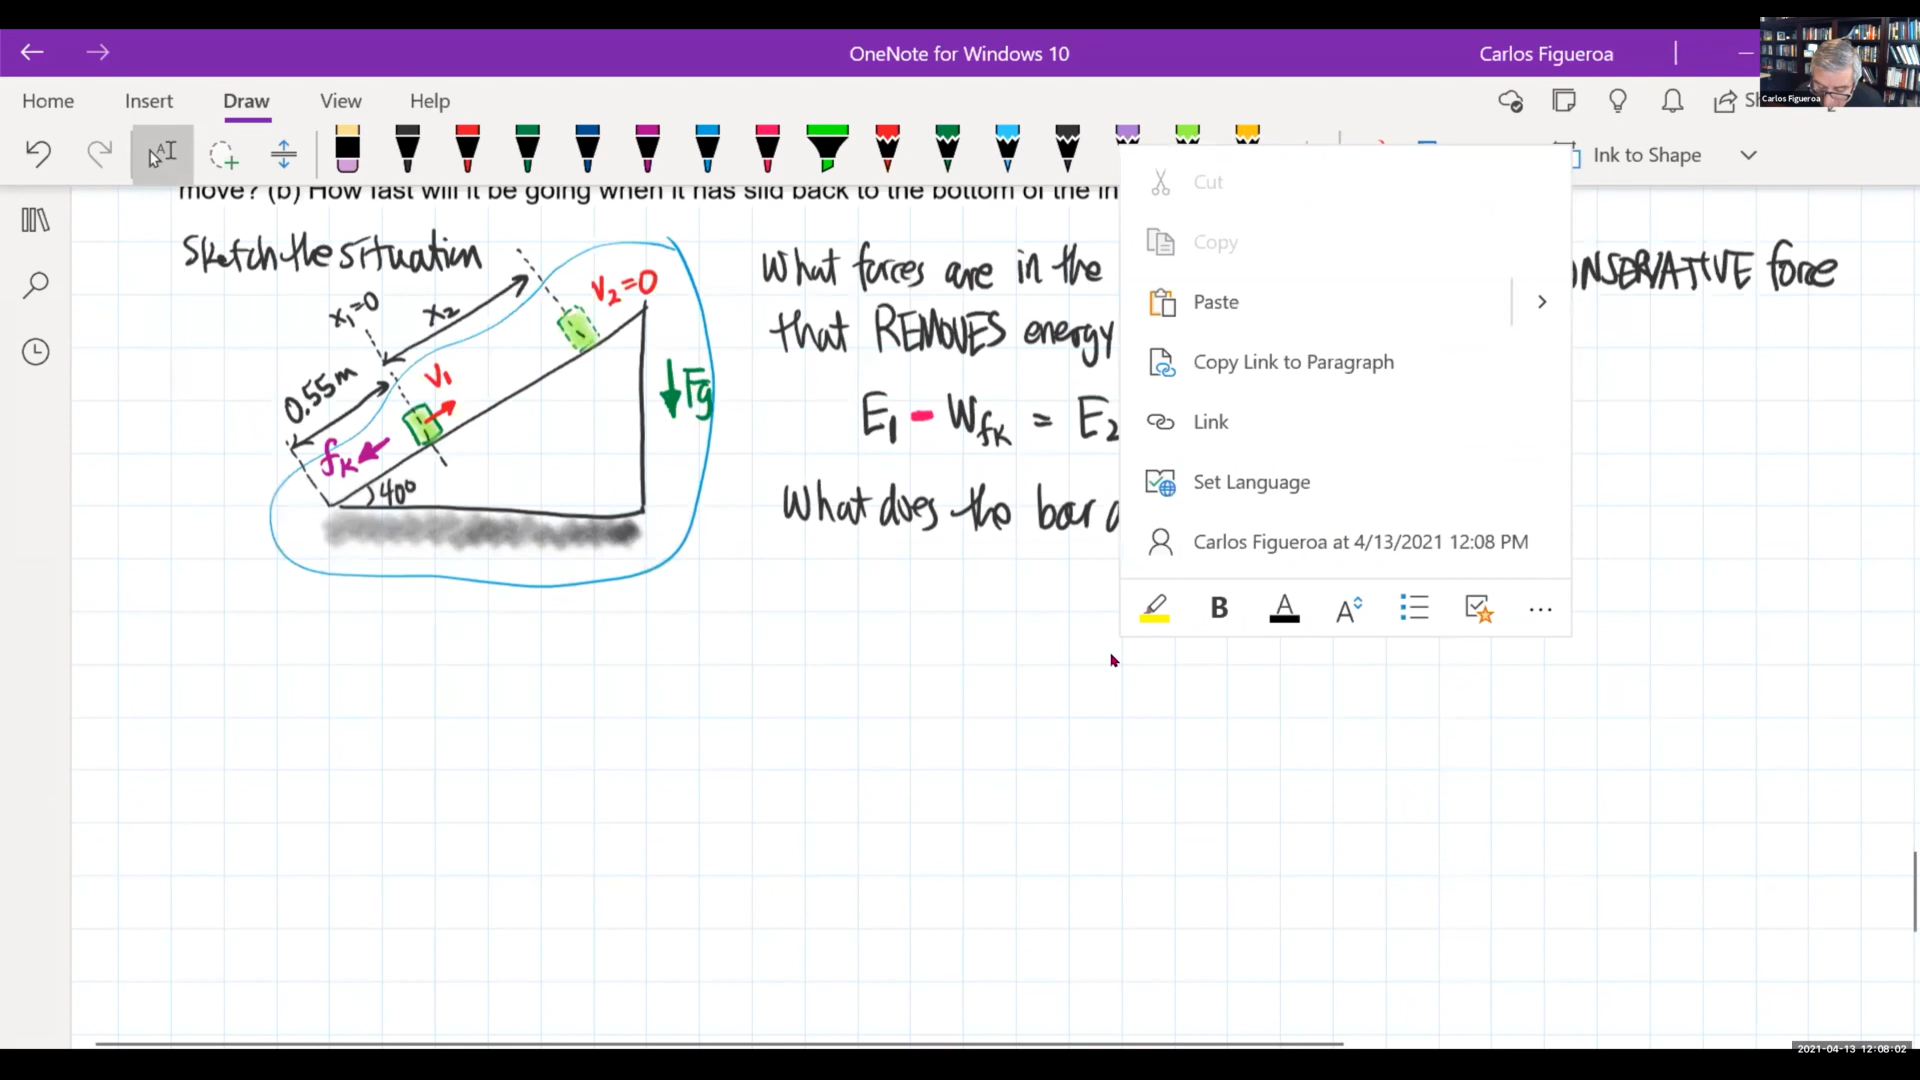 OneNote for Windows 10
Carlos Figueroa
Carlos Figueroa
Home Insert Draw View Help
Ink to Shape
move? (b) How fast will it be going when it has slid back to the bottom of the in
Sketch the situation
x₁=0
x₂
v₂=0
0.55m
v₁
fₖ
40°
Fg
What forces are in the
NSERVATIVE force
that REMOVES energy
E₁ - W_fk = E₂
What does the bar
Cut
Copy
Paste
Copy Link to Paragraph
Link
Set Language
Carlos Figueroa at 4/13/2021 12:08 PM
B
A
A
2021-04-13 12:08:02